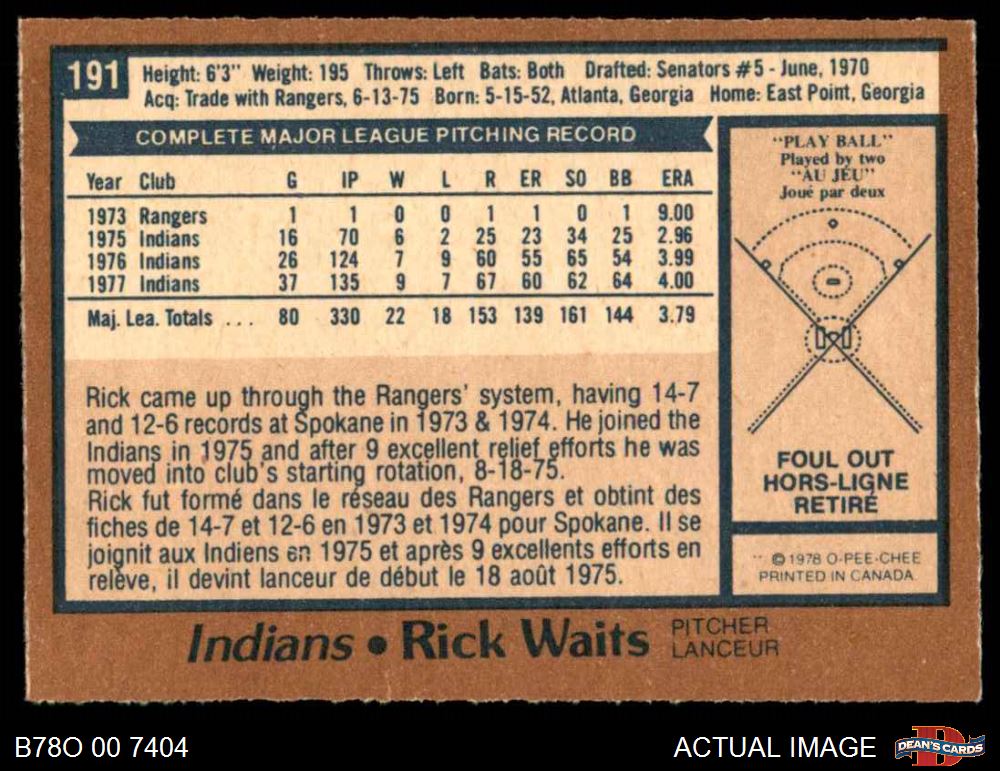 191
Height: 6'3" Weight: 195 Throws: Left Bats: Both Drafted: Senators #5 - June, 1970
Acq: Trade with Rangers, 6-13-75 Born: 5-15-52, Atlanta, Georgia Home: East Point, Georgia
COMPLETE MAJOR LEAGUE PITCHING RECORD
Year Club G IP W L R ER SO BB ERA
1973 Rangers 1 1 0 0 1 1 0 1 9.00
1975 Indians 16 70 6 2 25 23 34 25 2.96
1976 Indians 26 124 7 9 60 55 65 54 3.99
1977 Indians 37 135 9 7 67 60 62 64 4.00
Maj. Lea. Totals ... 80 330 22 18 153 139 161 144 3.79
Rick came up through the Rangers' system, having 14-7
and 12-6 records at Spokane in 1973 & 1974. He joined the
Indians in 1975 and after 9 excellent relief efforts he was
moved into club's starting rotation, 8-18-75.
Rick fut formé dans le réseau des Rangers et obtint des
fiches de 14-7 et 12-6 en 1973 et 1974 pour Spokane. Il se
joignit aux Indiens en 1975 et après 9 excellents efforts en
relève, il devint lanceur de début le 18 août 1975.
"PLAY BALL"
Played by two
"AU JEU"
Joué par deux
FOUL OUT
HORS-LIGNE
RETIRÉ
** © 1978 O-PEE-CHEE
PRINTED IN CANADA
Indians • Rick Waits PITCHER
LANCEUR
B78O 00 7404
ACTUAL IMAGE
D
DEAN'S CARDS